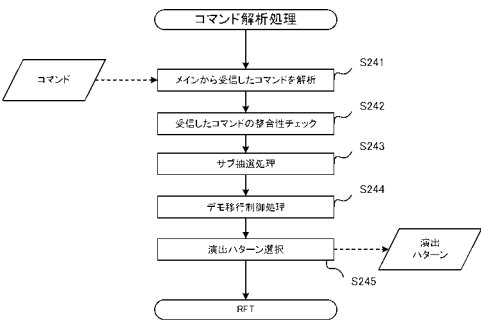 コマンド解析処理
S241
コマンド
メインから受信したコマンドを解析
S242
受信したコマンドの整合性チェック
S243
サブ抽選処理
S244
デモ移行制御処理
演出パターン選択
演出
パターン
S245
RET